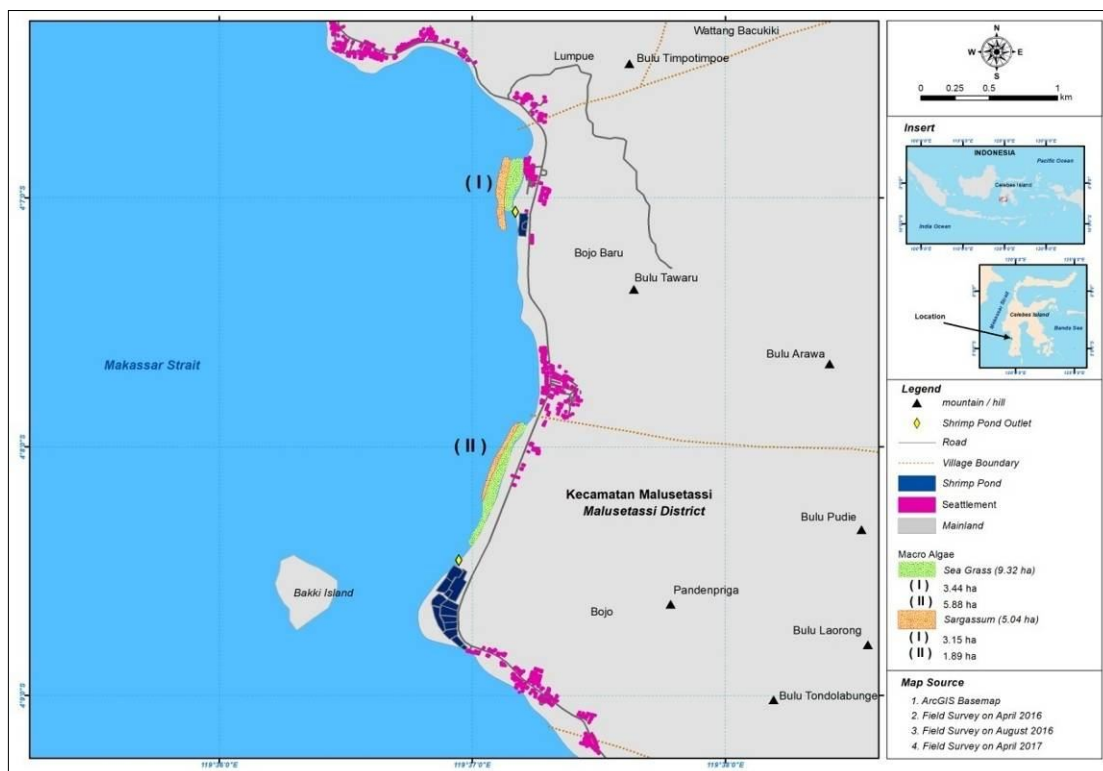 Wattang Bacukiki
Lumpue
Bulu Timpotimpoe
( I )
Bojo Baru
Bulu Tawaru
Makassar Strait
Bulu Arawa
( II )
Kecamatan Malusetassi
Malusetassi District
Bulu Pudie
Bakki Island
Pandenpriga
Bojo
Bulu Laorong
Bulu Tondolabunge
119°37'0"E
N
W E
S
0 0.25 0.5 1
km
Insert
INDONESIA
Pacific Ocean
Celebes Island
India Ocean
Location
Makassar Strait
Celebes Island
Banda Sea
Legend
mountain / hill
Shrimp Pond Outlet
Road
Village Boundary
Shrimp Pond
Seattlement
Mainland
Macro Algae
Sea Grass (9.32 ha)
( I ) 3.44 ha
( II ) 5.88 ha
Sargassum (5.04 ha)
( I ) 3.15 ha
( II ) 1.89 ha
Map Source
1. ArcGIS Basemap
2. Field Survey on April 2016
3. Field Survey on August 2016
4. Field Survey on April 2017